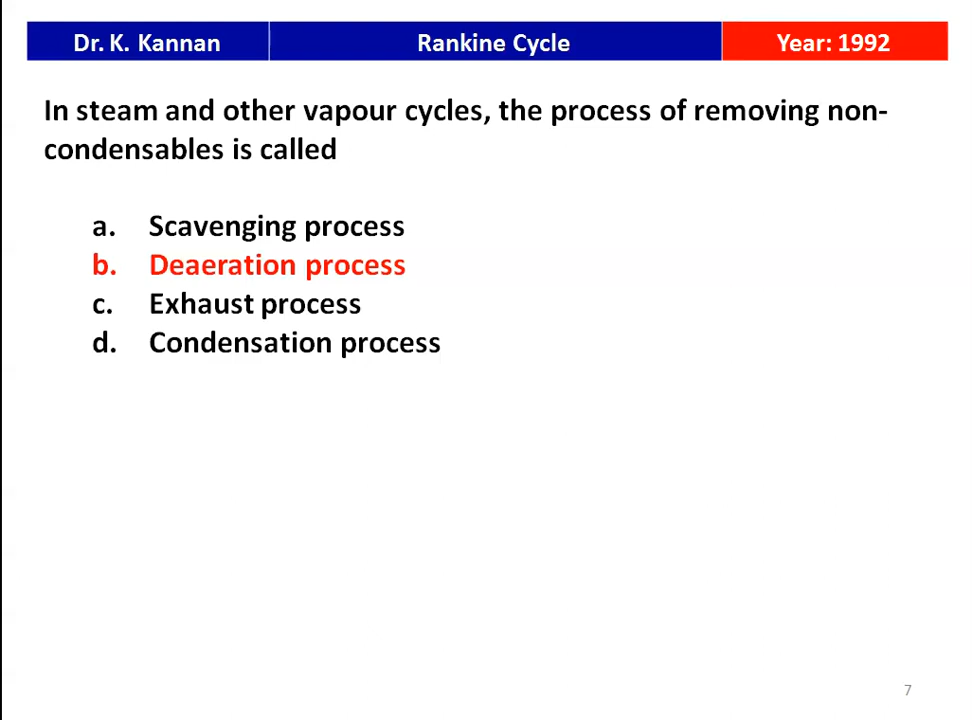 Dr. K. Kannan Rankine Cycle Year: 1992
In steam and other vapour cycles, the process of removing non-
condensables is called
a. Scavenging process
b. Deaeration process
c. Exhaust process
d. Condensation process
7